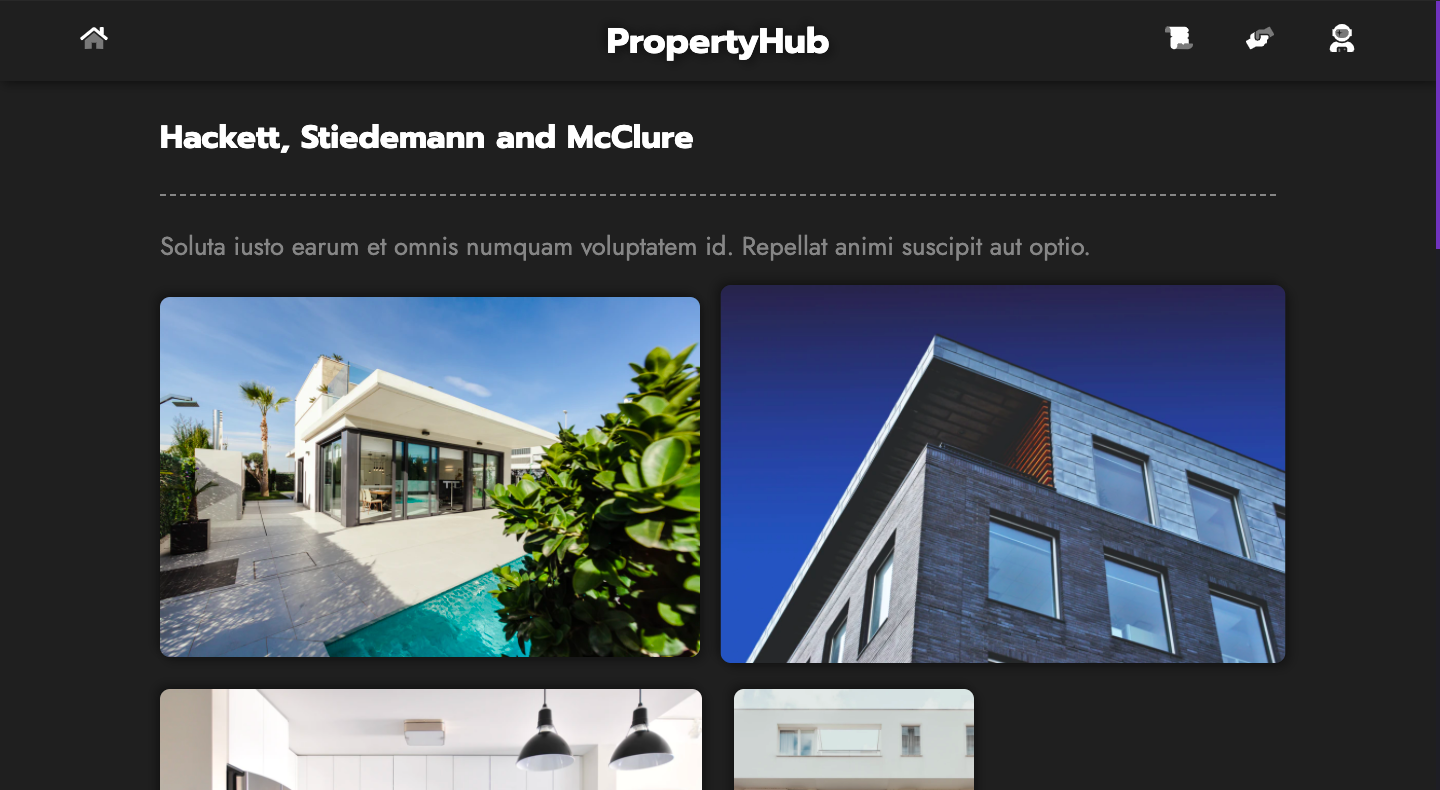 PropertyHub
Hackett, Stiedemann and McClure
Soluta iusto earum et omnis numquam voluptatem id. Repellat animi suscipit aut optio.